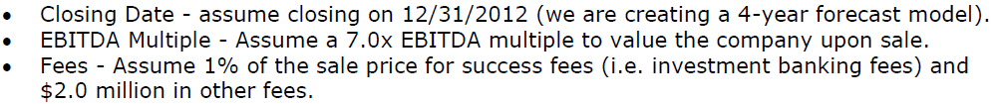 • Closing Date - assume closing on 12/31/2012 (we are creating a 4-year forecast model).
• EBITDA Multiple - Assume a 7.0x EBITDA multiple to value the company upon sale.
• Fees - Assume 1% of the sale price for success fees (i.e. investment banking fees) and
$2.0 million in other fees.